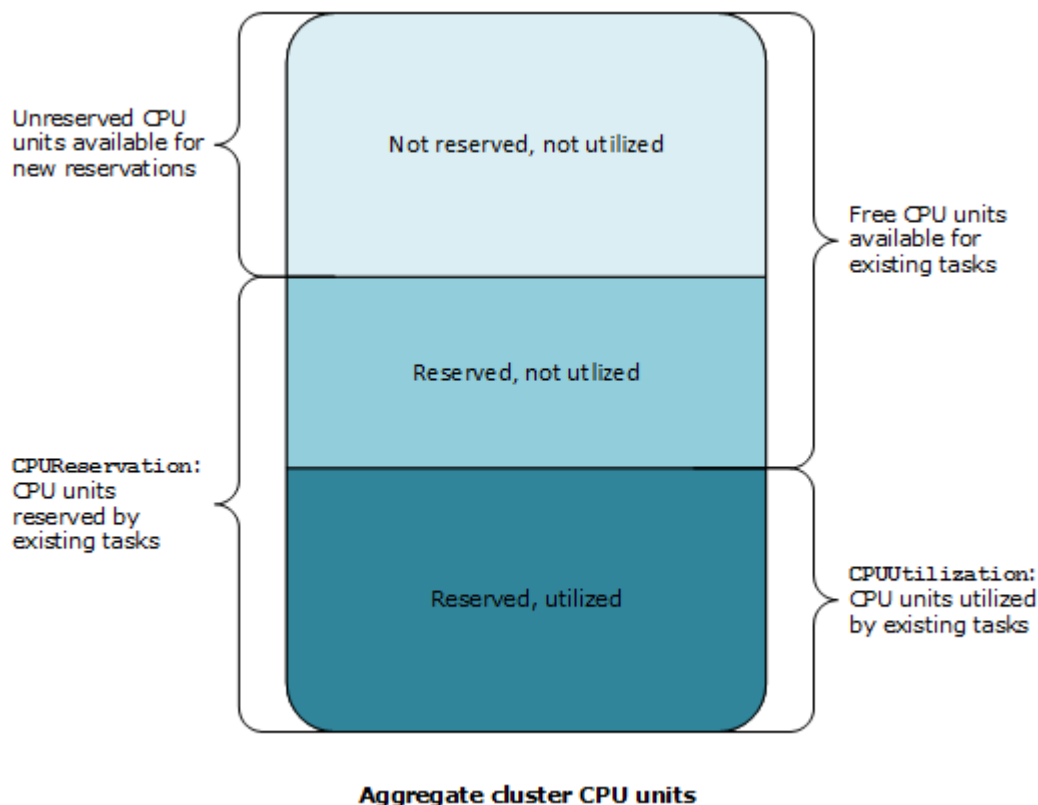 Unreserved CPU
units available for
new reservations
Not reserved, not utilized
Free CPU units
available for
existing tasks
Reserved, not utlized
CPUReservation:
CPU units
reserved by
existing tasks
Reserved, utilized
CPUUtilization:
CPU units utilized
by existing tasks
Aggregate cluster CPU units